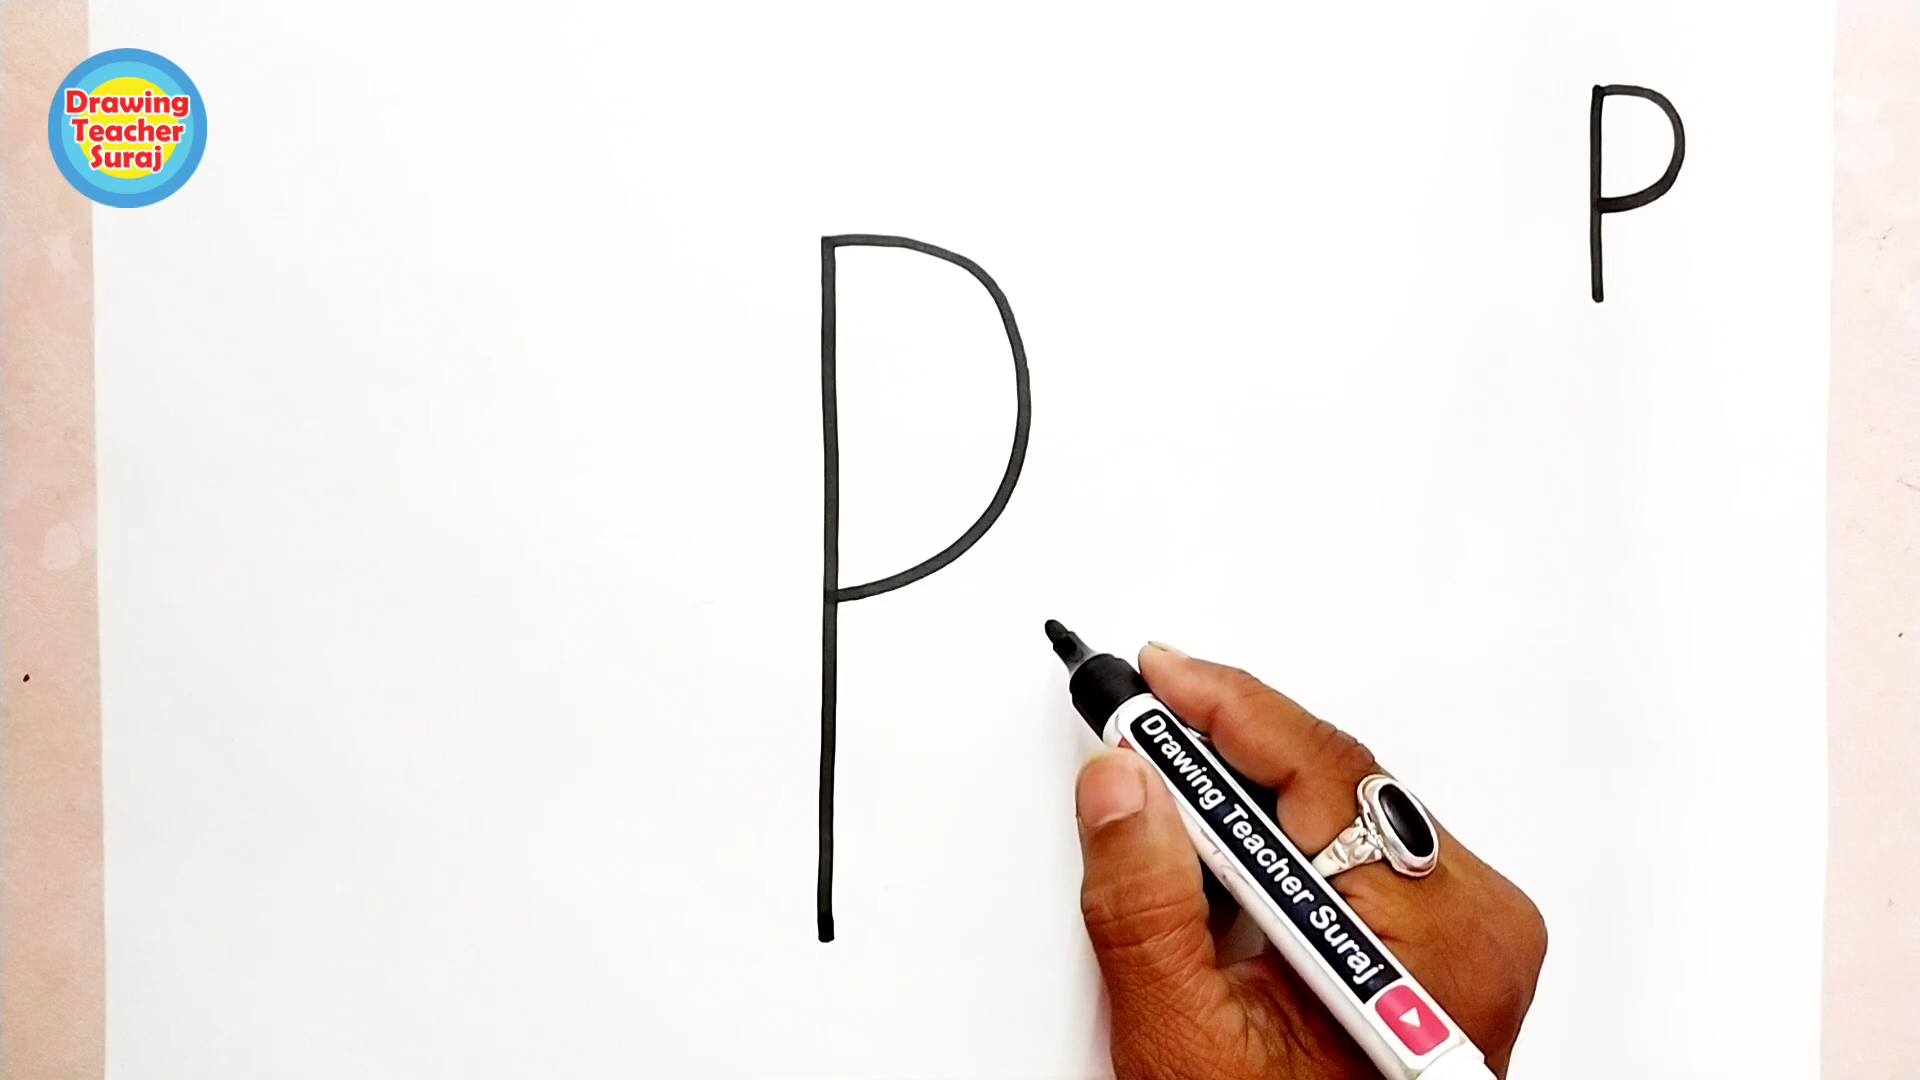 Drawing
Teacher
Suraj
P
P
Drawing Teacher Suraj